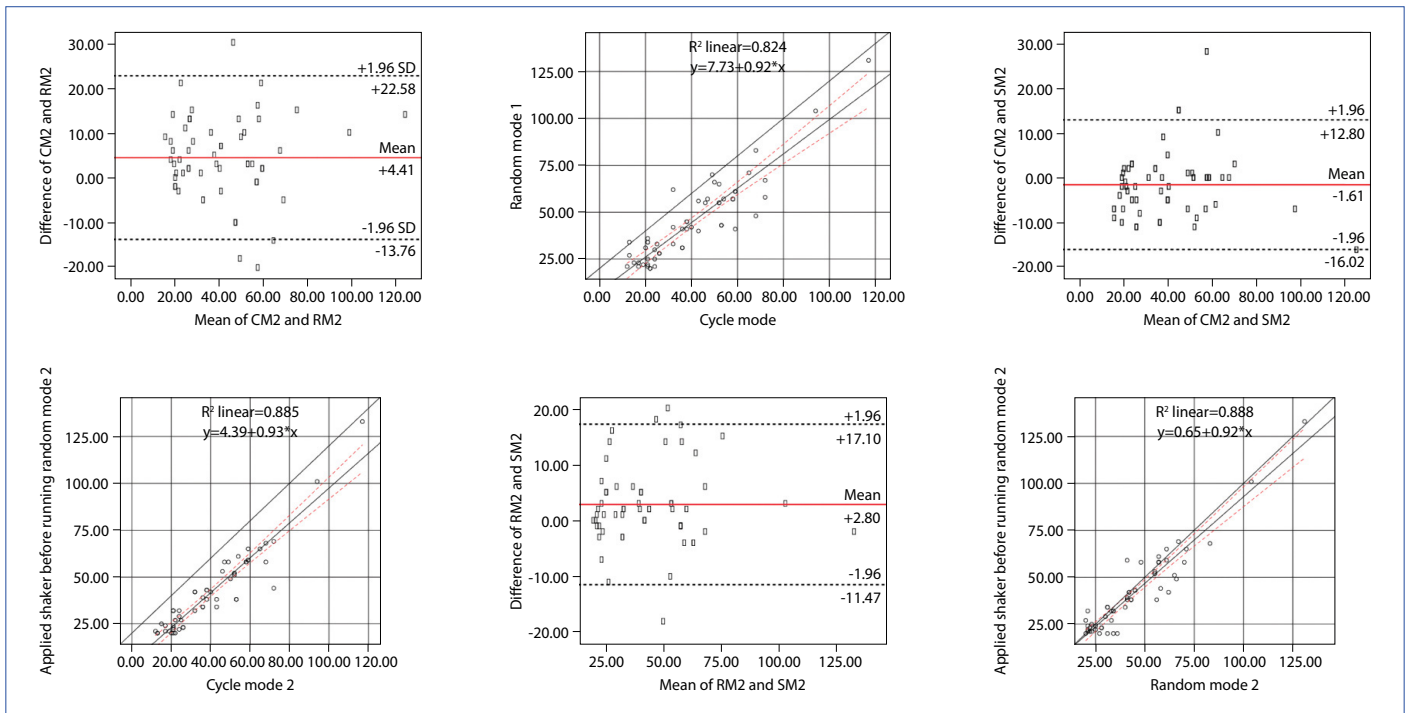 Difference of CM2 and RM2
30.00
20.00
10.00
0.00
-10.00
-20.00
+1.96 SD
+22.58
Mean
+4.41
-1.96 SD
-13.76
0.00 20.00 40.00 60.00 80.00 100.00 120.00
Mean of CM2 and RM2
Random mode 1
125.00
100.00
75.00
50.00
25.00
R² linear=0.824
y=7.73+0.92*x
0.00 20.00 40.00 60.00 80.00 100.00 120.00
Cycle mode
Difference of CM2 and SM2
30.00
20.00
10.00
0.00
-10.00
-20.00
+1.96
+12.80
Mean
-1.61
-1.96
-16.02
0.00 20.00 40.00 60.00 80.00 100.00 120.00
Mean of CM2 and SM2
Applied shaker before running random mode 2
125.00
100.00
75.00
50.00
25.00
R² linear=0.885
y=4.39+0.93*x
0.00 20.00 40.00 60.00 80.00 100.00 120.00
Cycle mode 2
Difference of RM2 and SM2
20.00
10.00
0.00
-10.00
-20.00
+1.96
+17.10
Mean
+2.80
-1.96
-11.47
25.00 50.00 75.00 100.00 125.00
Mean of RM2 and SM2
Applied shaker before running random mode 2
125.00
100.00
75.00
50.00
25.00
R² linear=0.888
y=0.65+0.92*x
25.00 50.00 75.00 100.00 125.00
Random mode 2